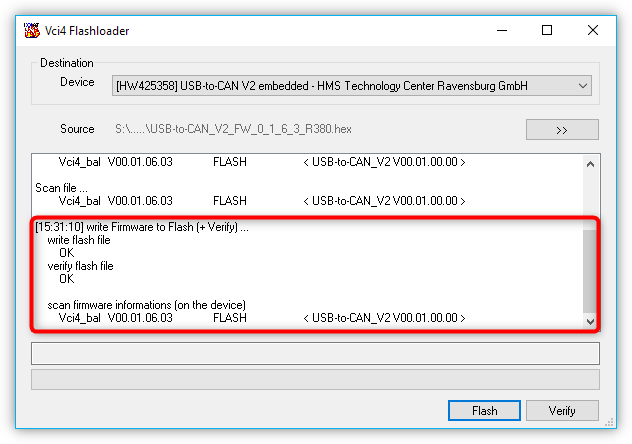 Vci4 Flashloader
Destination
Device
[HW425358] USB-to-CAN V2 embedded - HMS Technology Center Ravensburg GmbH
Source
S:\.....\USB-to-CAN_V2_FW_0_1_6_3_R380.hex
>>
Vci4_bal V00.01.06.03 FLASH < USB-to-CAN_V2 V00.01.00.00 >
Scan file ...
Vci4_bal V00.01.06.03 FLASH < USB-to-CAN_V2 V00.01.00.00 >
[15:31:10] write Firmware to Flash (+ Verify) ...
write flash file
OK
verify flash file
OK
scan firmware informations (on the device)
Vci4_bal V00.01.06.03 FLASH < USB-to-CAN_V2 V00.01.00.00 >
Flash
Verify